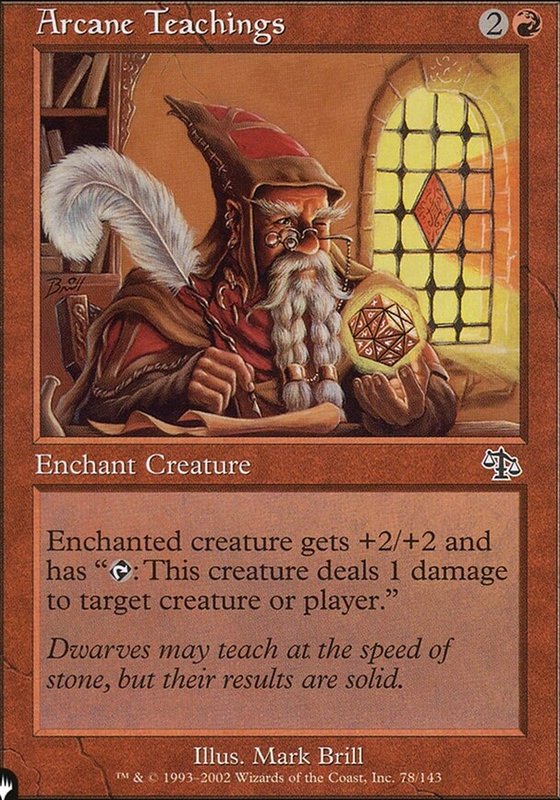 Arcane Teachings 2
Brill
Enchant Creature
Enchanted creature gets +2/+2 and
has “: This creature deals 1 damage
to target creature or player.”
Dwarves may teach at the speed of
stone, but their results are solid.
Illus. Mark Brill
™ & © 1993–2002 Wizards of the Coast, Inc. 78/143